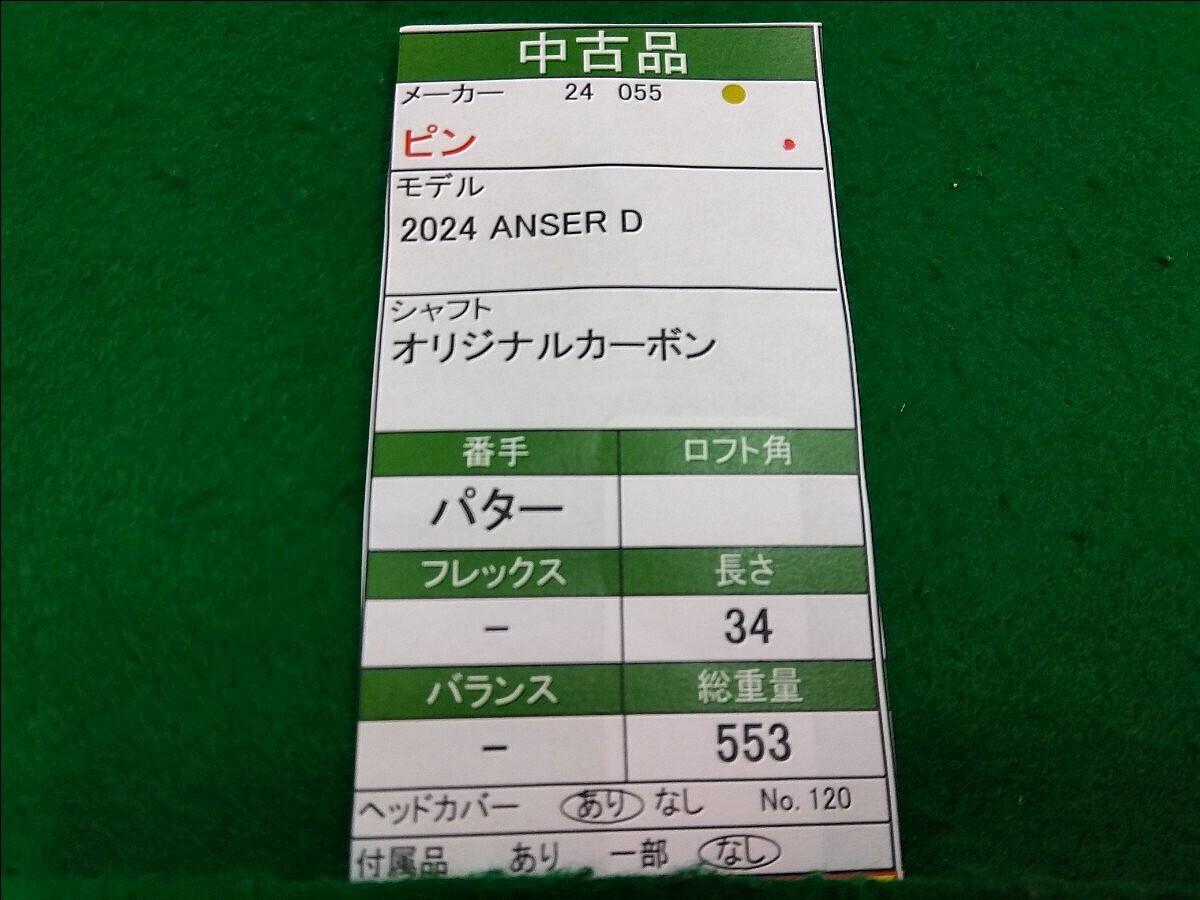 中古品
メーカー 24 055
ピン
モデル
2024 ANSER D
シャフト
オリジナルカーボン
番手 ロフト角
パター
フレックス 長さ
- 34
バランス 総重量
- 553
ヘッドカバー あり なし No. 120
付属品 あり 一部 なし